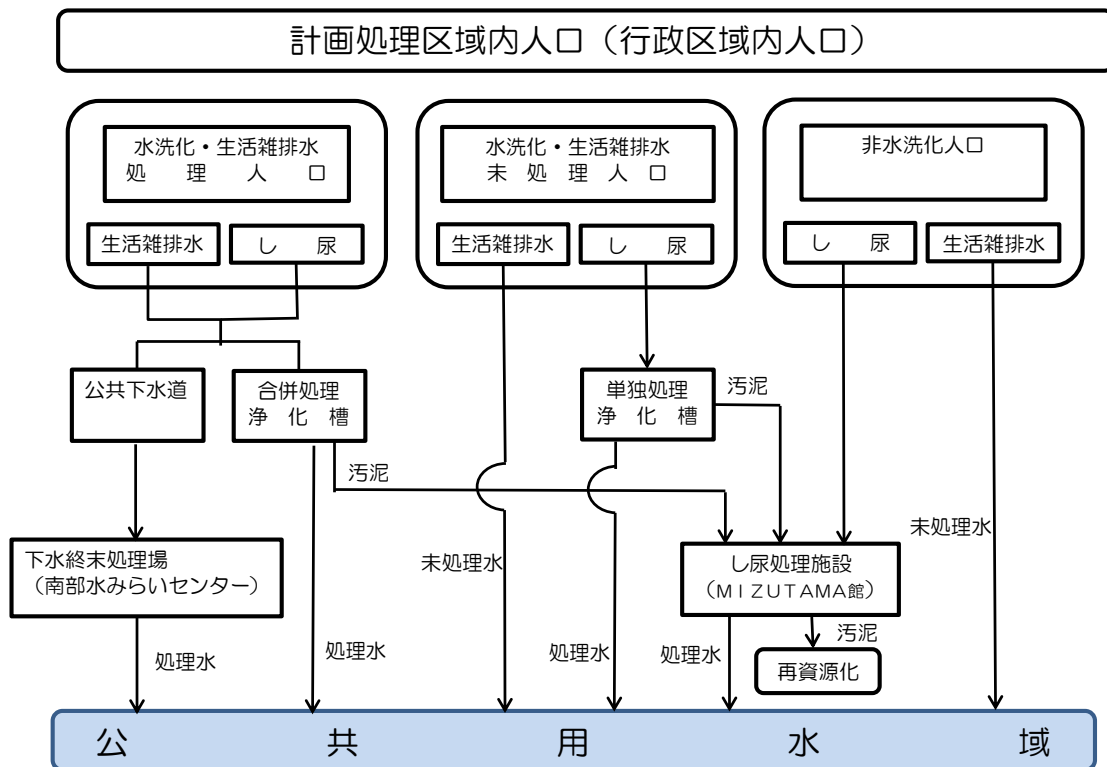 計画処理区域内人口（行政区域内人口）
水洗化・生活雑排水
処理人口
生活雑排水
し尿
水洗化・生活雑排水
未処理人口
生活雑排水
し尿
非水洗化人口
し尿
生活雑排水
公共下水道
合併処理
浄化槽
単独処理
浄化槽
汚泥
汚泥
下水終末処理場
（南部水みらいセンター）
未処理水
し尿処理施設
（ＭＩＺＵＴＡＭＡ館）
未処理水
処理水
処理水
処理水
処理水
汚泥
再資源化
公共用水域